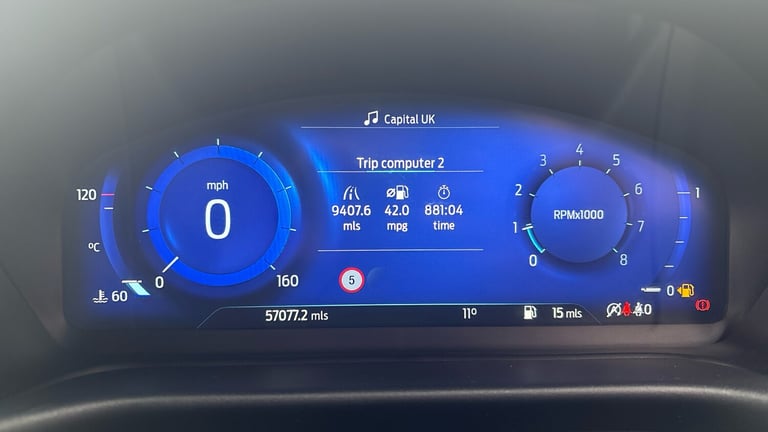 Capital UK
Trip computer 2
9407.6 42.0 881:04
mls mpg time
mph
0
0 160
120
ºC
60
5
0 1 2 3 4 5 6 7 8
RPMx1000
1
0
57077.2 mls 11° 15 mls